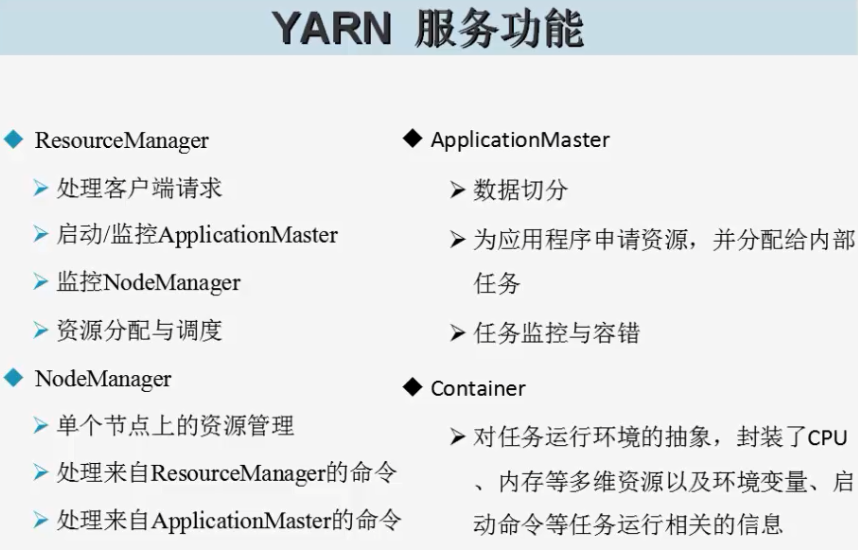 YARN 服务功能
ResourceManager
处理客户端请求
启动/监控ApplicationMaster
监控NodeManager
资源分配与调度
NodeManager
单个节点上的资源管理
处理来自ResourceManager的命令
处理来自ApplicationMaster的命令
ApplicationMaster
数据切分
为应用程序申请资源，并分配给内部
任务
任务监控与容错
Container
对任务运行环境的抽象，封装了CPU
、内存等多维资源以及环境变量、启
动命令等任务运行相关的信息